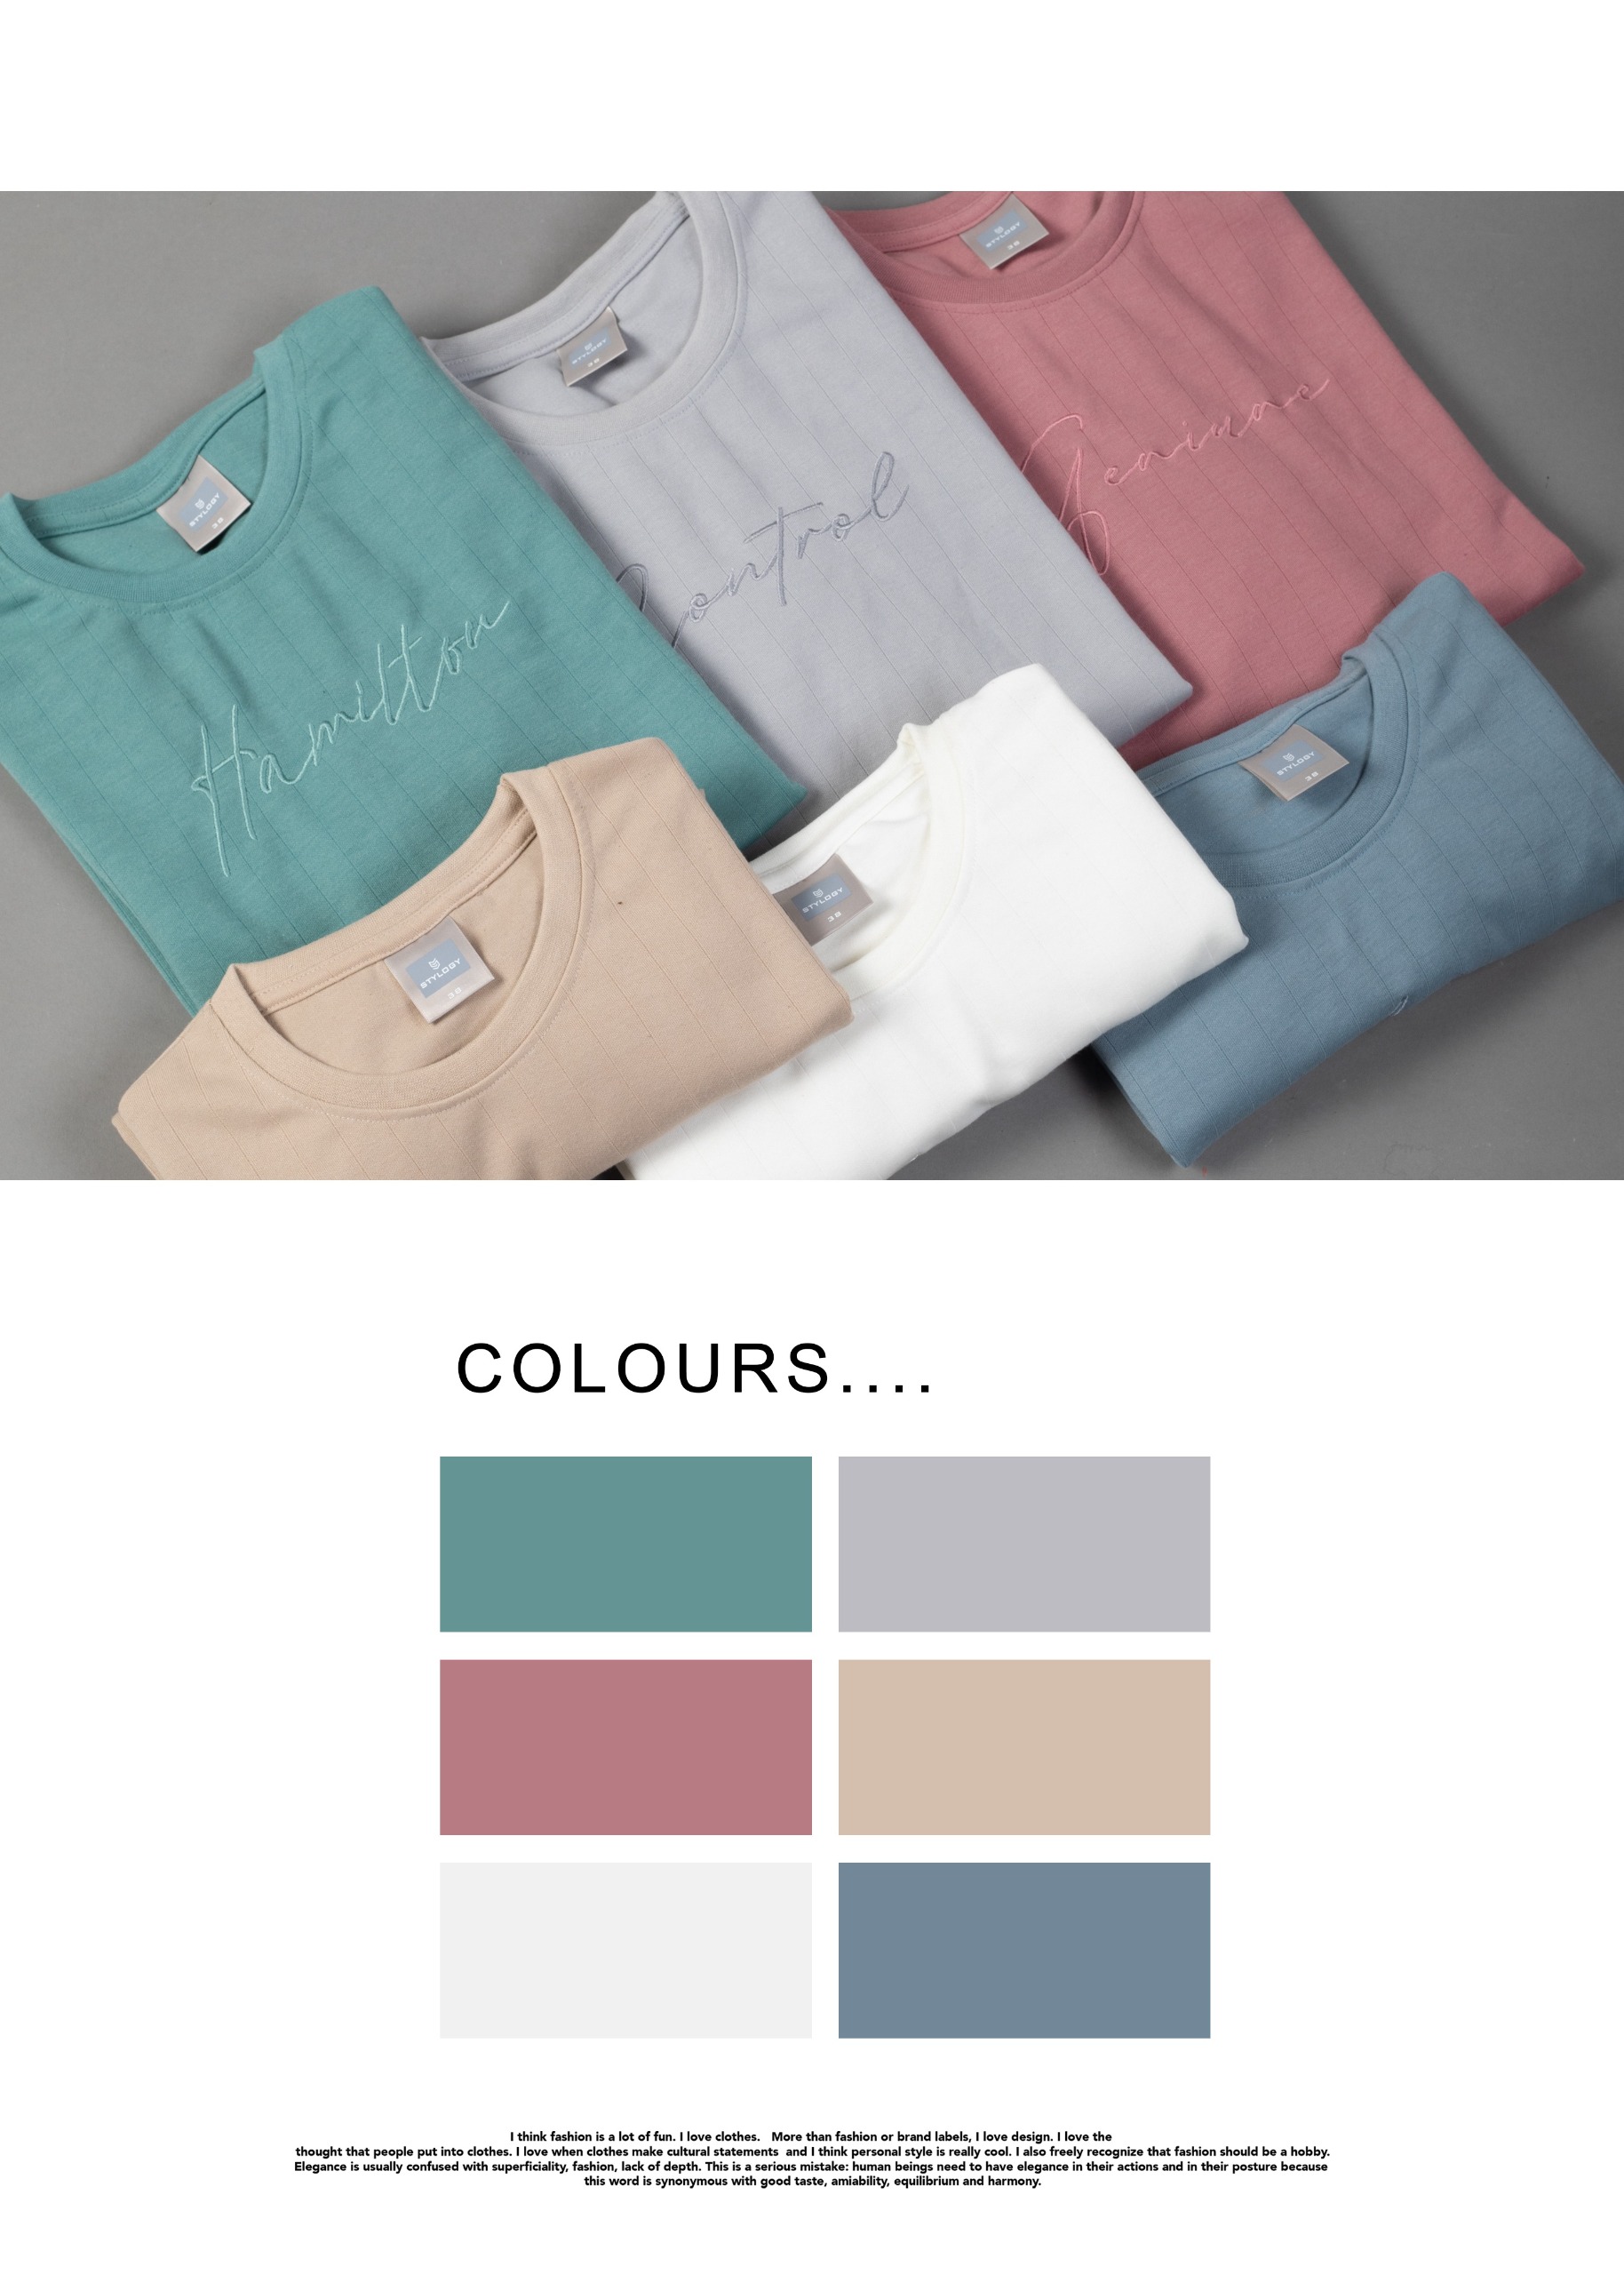 STYLOGY
38
STYLOGY
38
STYLOGY
38
Hamilton
Control
Genuine
STYLOGY
38
STYLOGY
38
STYLOGY
38
COLOURS....
I think fashion is a lot of fun. I love clothes.   More than fashion or brand labels, I love design. I love the
thought that people put into clothes. I love when clothes make cultural statements  and I think personal style is really cool. I also freely recognize that fashion should be a hobby.
Elegance is usually confused with superficiality, fashion, lack of depth. This is a serious mistake: human beings need to have elegance in their actions and in their posture because
this word is synonymous with good taste, amiability, equilibrium and harmony.